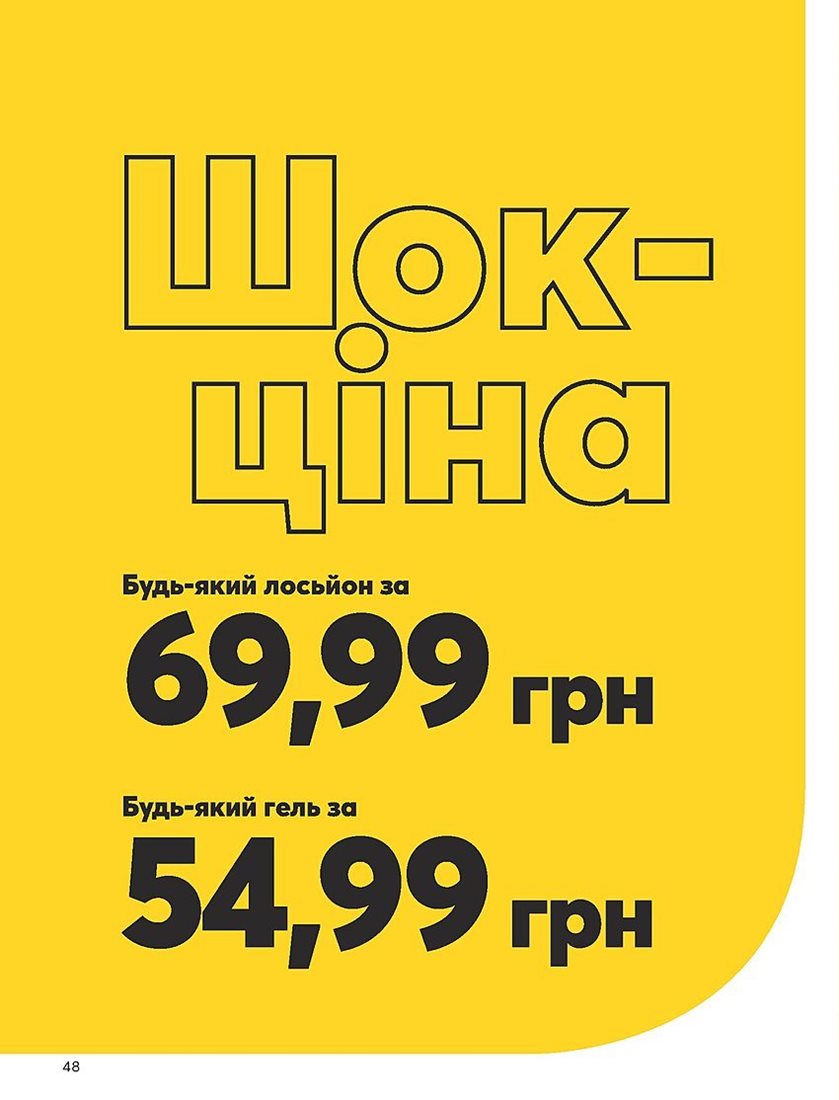 Шок-
ціна
Будь-який лосьйон за
69,99 грн
Будь-який гель за
54,99 грн
48